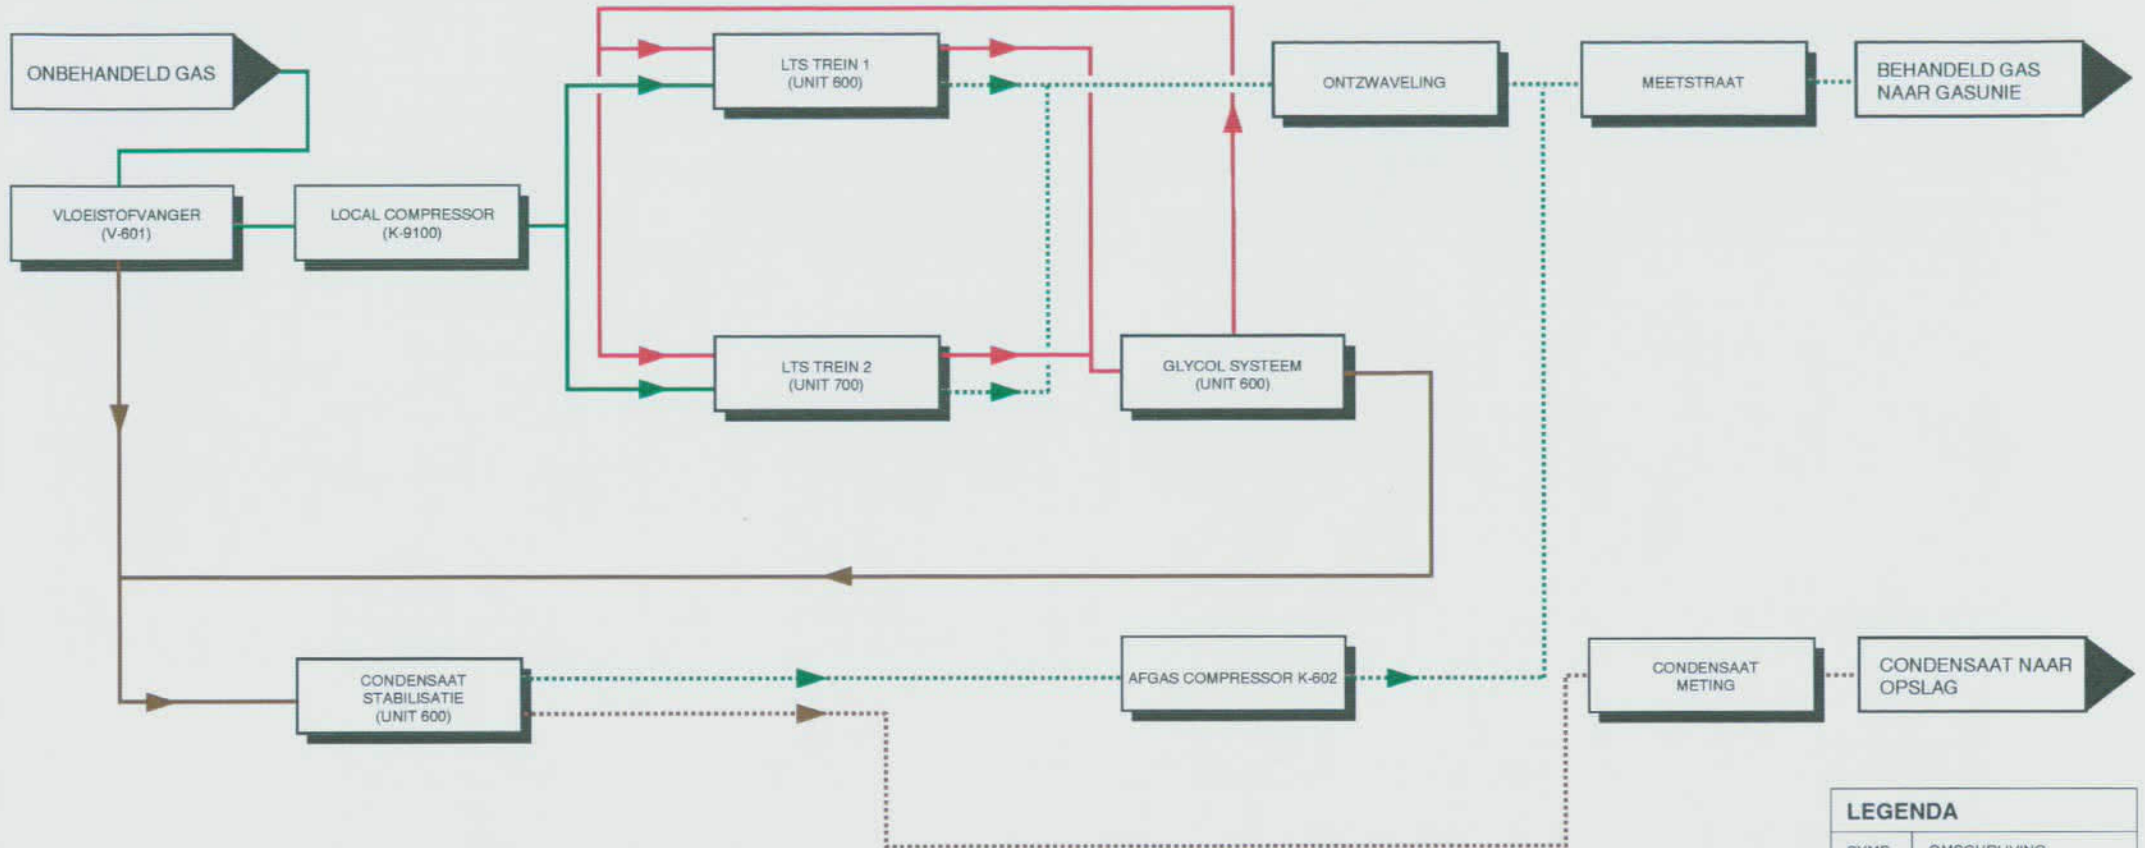 ONBEHANDELD GAS
LTS TREIN 1
(UNIT 600)
ONTZWAVELING
MEETSTRAAT
BEHANDELD GAS
NAAR GASUNIE
VLOEISTOFVANGER
(V-601)
LOCAL COMPRESSOR
(K-9100)
LTS TREIN 2
(UNIT 700)
GLYCOL SYSTEEM
(UNIT 600)
CONDENSAAT
STABILISATIE
(UNIT 600)
AFGAS COMPRESSOR K-602
CONDENSAAT
METING
CONDENSAAT NAAR
OPSLAG
LEGENDA